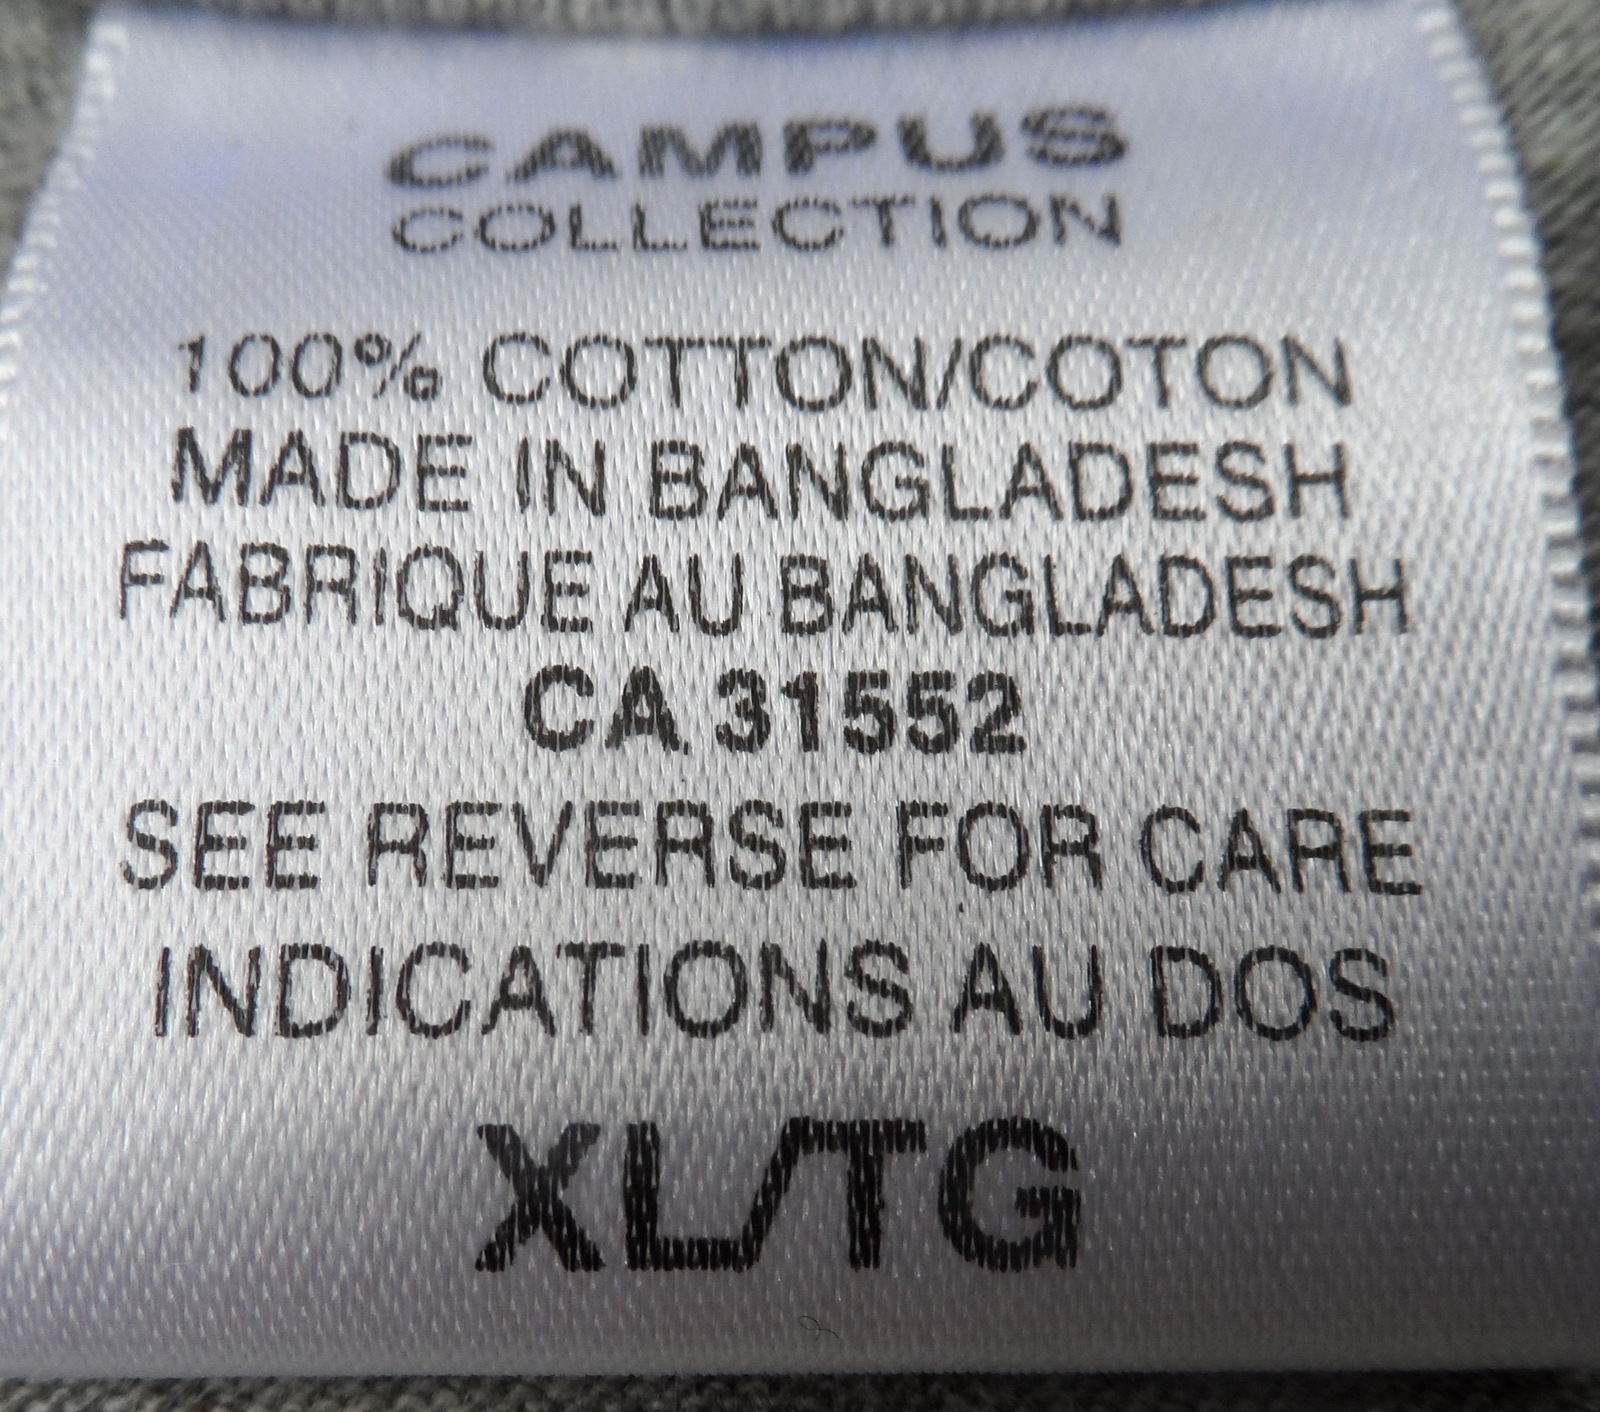 CAMPUS
COLLECTION
100% COTTON/COTON
MADE IN BANGLADESH
FABRIQUE AU BANGLADESH
CA 31552
SEE REVERSE FOR CARE
INDICATIONS AU DOS
XL/TG